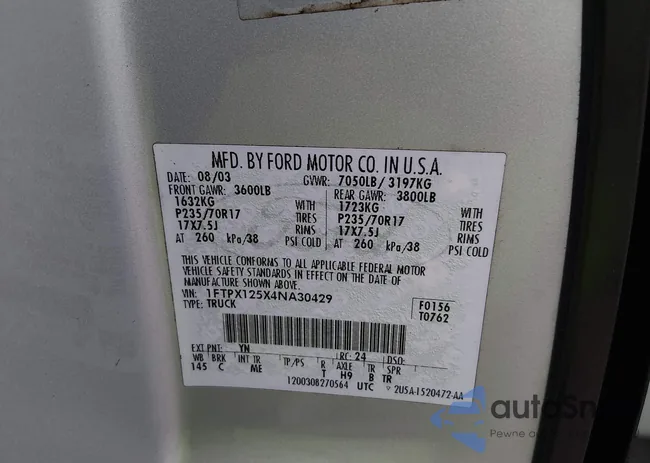 MFD. BY FORD MOTOR CO. IN U.S.A.
DATE: 08/03 GVWR: 7050LB/ 3197KG
FRONT GAWR: 3600LB REAR GAWR: 3800LB
1632KG WITH 1723KG WITH
P235/70R17 TIRES P235/70R17 TIRES
17X7.5J RIMS 17X7.5J RIMS
AT 260 kPa/38 PSI COLD AT 260 kPa/38 PSI COLD
THIS VEHICLE CONFORMS TO ALL APPLICABLE FEDERAL MOTOR
VEHICLE SAFETY STANDARDS IN EFFECT ON THE DATE OF
MANUFACTURE SHOWN ABOVE.
VIN: 1FTPX125X4NA30429 F0156
TYPE: TRUCK T0762
EXT PNT: YN RC: 24 DSO:
WB BRK INT TR TP/PS R AXLE TR SPR
145 C ME T H9 B TR
1200308270564 UTC 2USA-1520472-AA
autoSn
Pewne auto